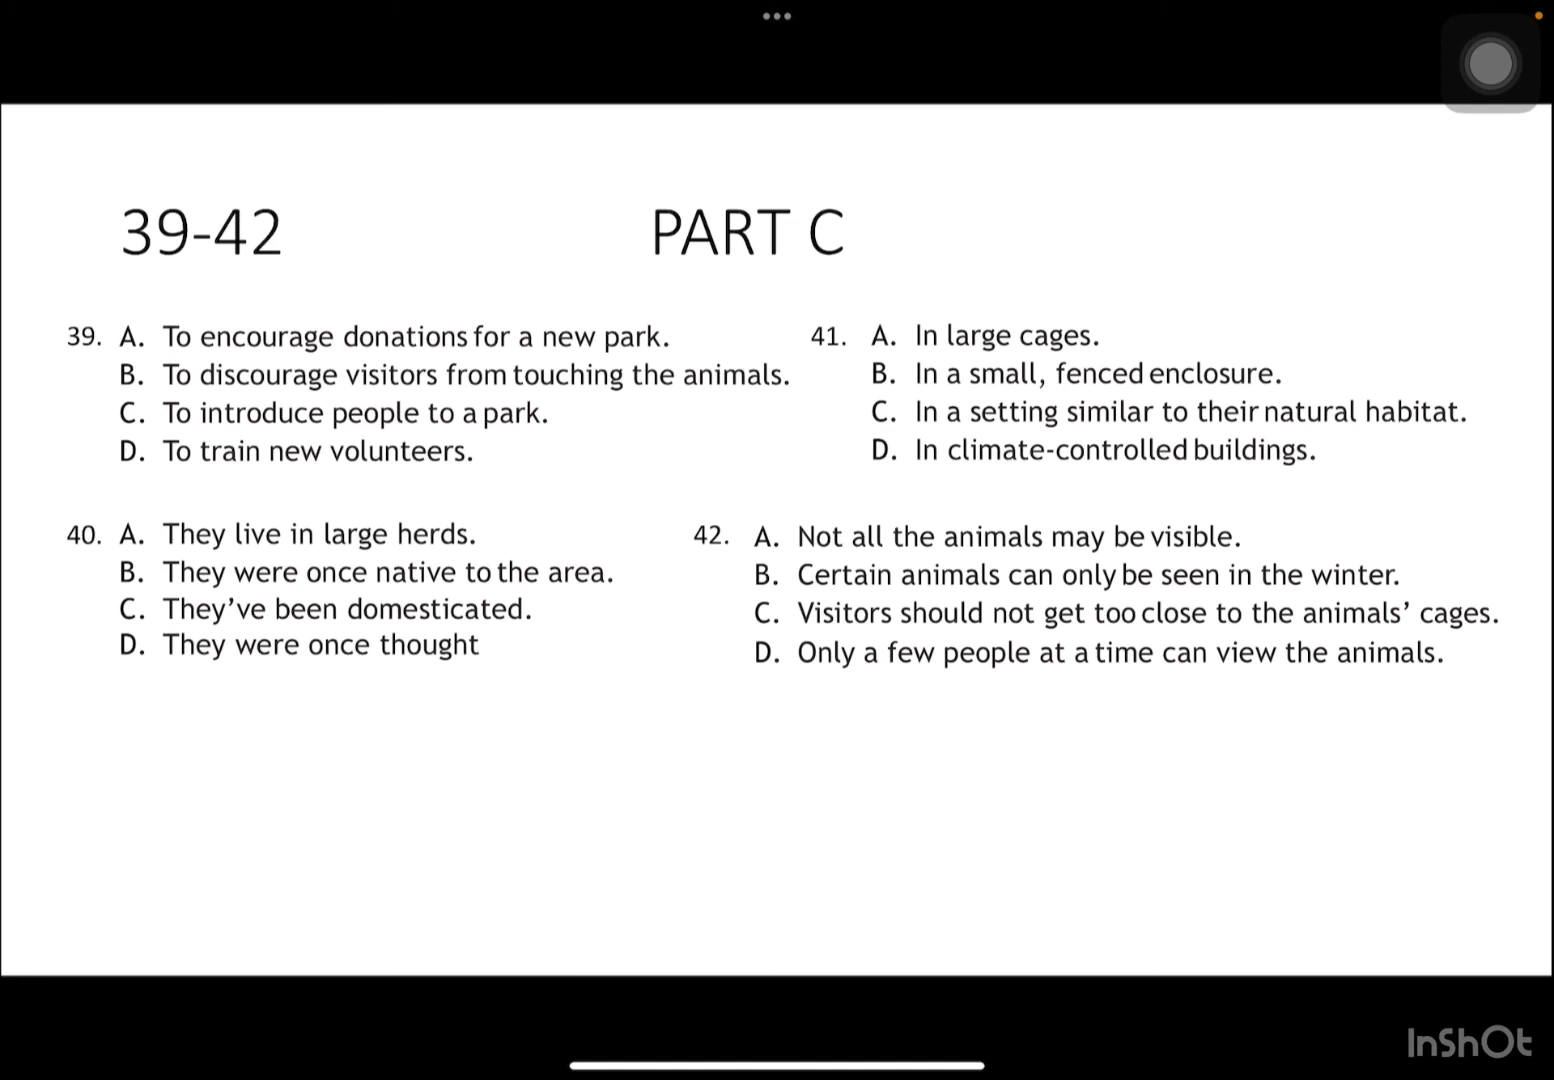 39-42
PART C
39. A. To encourage donations for a new park.
B. To discourage visitors from touching the animals.
C. To introduce people to a park.
D. To train new volunteers.
40. A. They live in large herds.
B. They were once native to the area.
C. They’ve been domesticated.
D. They were once thought
41. A. In large cages.
B. In a small, fenced enclosure.
C. In a setting similar to their natural habitat.
D. In climate-controlled buildings.
42. A. Not all the animals may be visible.
B. Certain animals can only be seen in the winter.
C. Visitors should not get too close to the animals’ cages.
D. Only a few people at a time can view the animals.
InShOt